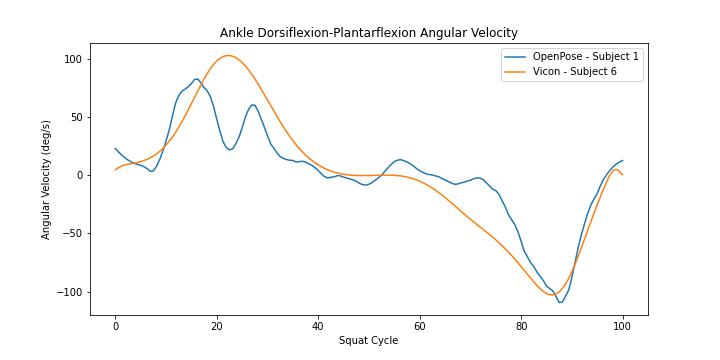 Ankle Dorsiflexion-Plantarflexion Angular Velocity
OpenPose - Subject 1
Vicon - Subject 6
Angular Velocity (deg/s)
100
50
0
−50
−100
0 20 40 60 80 100
Squat Cycle